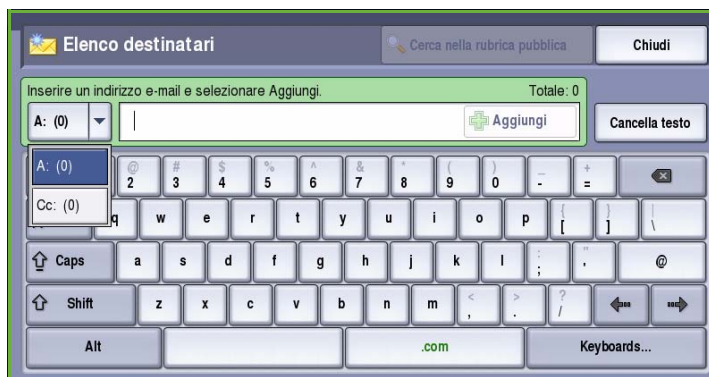 Elenco destinatari
Cerca nella rubrica pubblica
Chiudi
Inserire un indirizzo e-mail e selezionare Aggiungi.
Totale: 0
A: (0)
Aggiungi
Cancella testo
A: (0)
Cc: (0)
@ # $ % ^ & * ( ) _ +
2 3 4 5 6 7 8 9 0 - =
{ } |
q w e r t y u i o p [ ] \
: "
Caps a s d f g h j k l ; ' @
< > ?
Shift z x c v b n m , . /
Alt .com Keyboards...